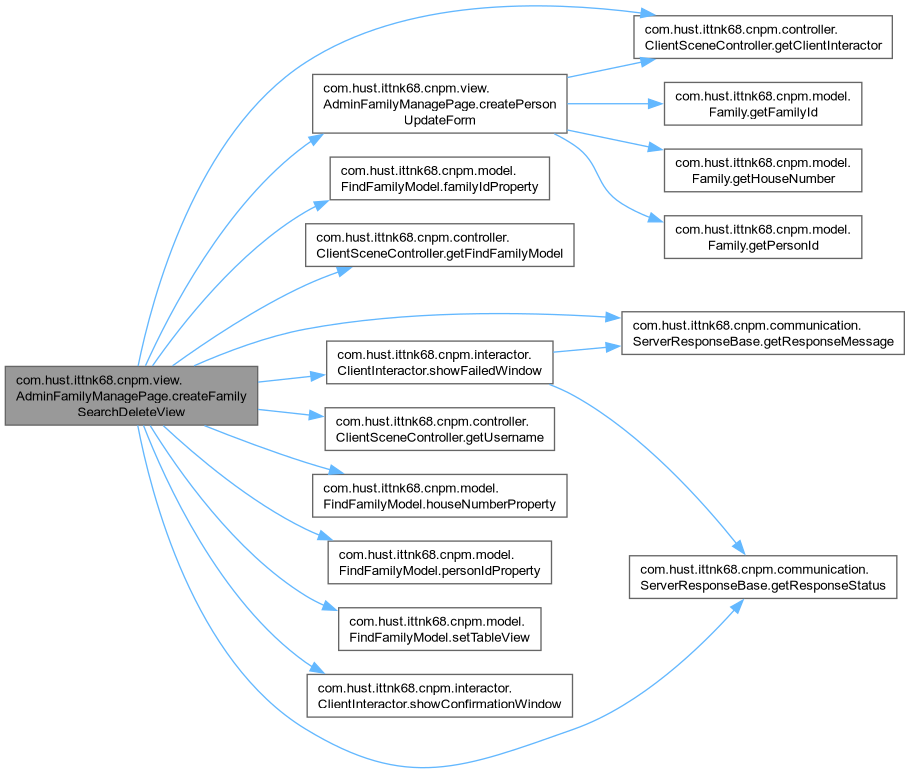 com.hust.ittnk68.cnpm.view.
AdminFamilyManagePage.createFamily
SearchDeleteView
com.hust.ittnk68.cnpm.controller.
ClientSceneController.getClientInteractor
com.hust.ittnk68.cnpm.view.
AdminFamilyManagePage.createPerson
UpdateForm
com.hust.ittnk68.cnpm.model.
Family.getFamilyId
com.hust.ittnk68.cnpm.model.
Family.getHouseNumber
com.hust.ittnk68.cnpm.model.
Family.getPersonId
com.hust.ittnk68.cnpm.model.
FindFamilyModel.familyIdProperty
com.hust.ittnk68.cnpm.controller.
ClientSceneController.getFindFamilyModel
com.hust.ittnk68.cnpm.communication.
ServerResponseBase.getResponseMessage
com.hust.ittnk68.cnpm.interactor.
ClientInteractor.showFailedWindow
com.hust.ittnk68.cnpm.controller.
ClientSceneController.getUsername
com.hust.ittnk68.cnpm.model.
FindFamilyModel.houseNumberProperty
com.hust.ittnk68.cnpm.model.
FindFamilyModel.personIdProperty
com.hust.ittnk68.cnpm.communication.
ServerResponseBase.getResponseStatus
com.hust.ittnk68.cnpm.model.
FindFamilyModel.setTableView
com.hust.ittnk68.cnpm.interactor.
ClientInteractor.showConfirmationWindow